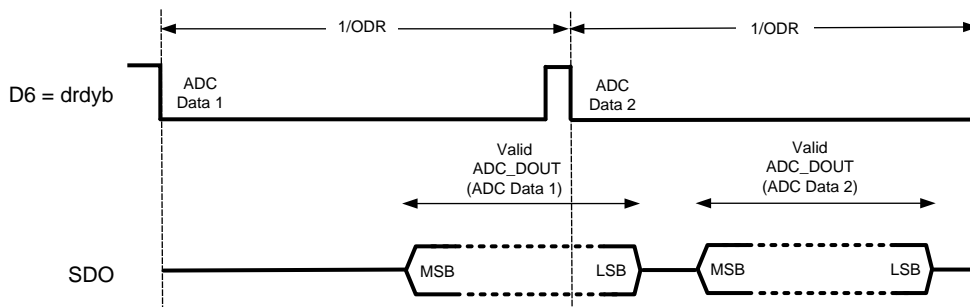 1/ODR
1/ODR
D6 = drdyb
ADC
Data 1
ADC
Data 2
Valid
ADC_DOUT
(ADC Data 1)
Valid
ADC_DOUT
(ADC Data 2)
SDO
MSB
LSB
MSB
LSB